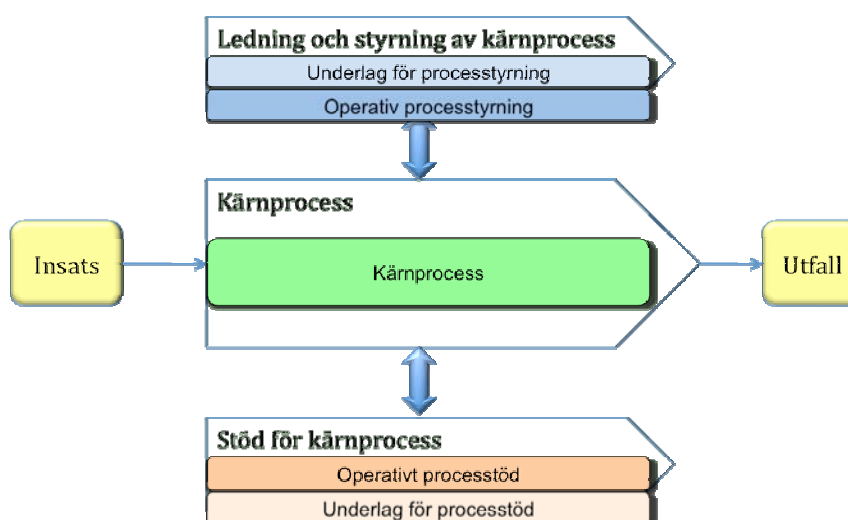 Ledning och styrning av kärnprocess
Underlag för processtyrning
Operativ processtyrning
Kärnprocess
Insats
Kärnprocess
Utfall
Stöd för kärnprocess
Operativt processtöd
Underlag för processtöd